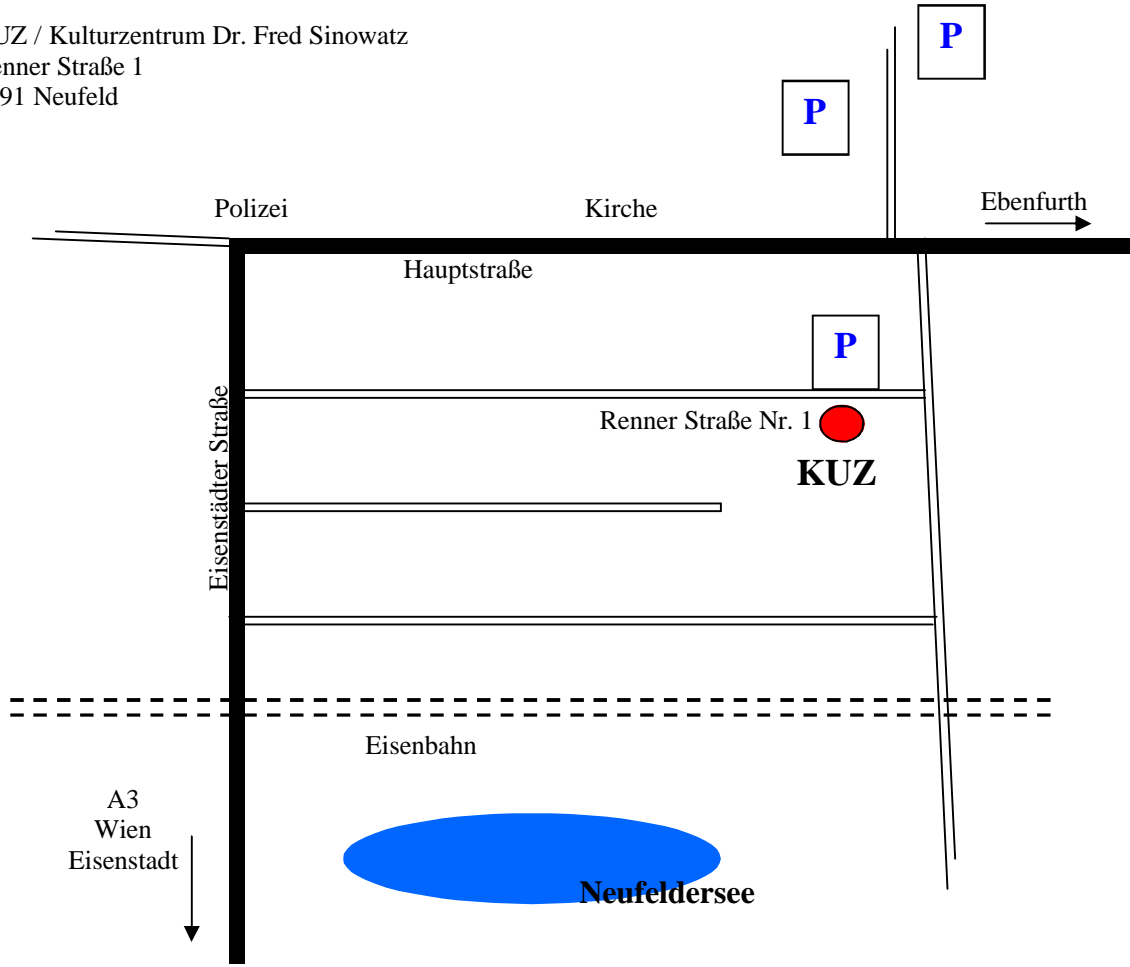 UZ / Kulturzentrum Dr. Fred Sinowatz
enner Straße 1
91 Neufeld
P
P
Polizei
Kirche
Ebenfurth
Hauptstraße
P
Eisenstädter Straße
Renner Straße Nr. 1
KUZ
Eisenbahn
A3
Wien
Eisenstadt
Neufeldersee